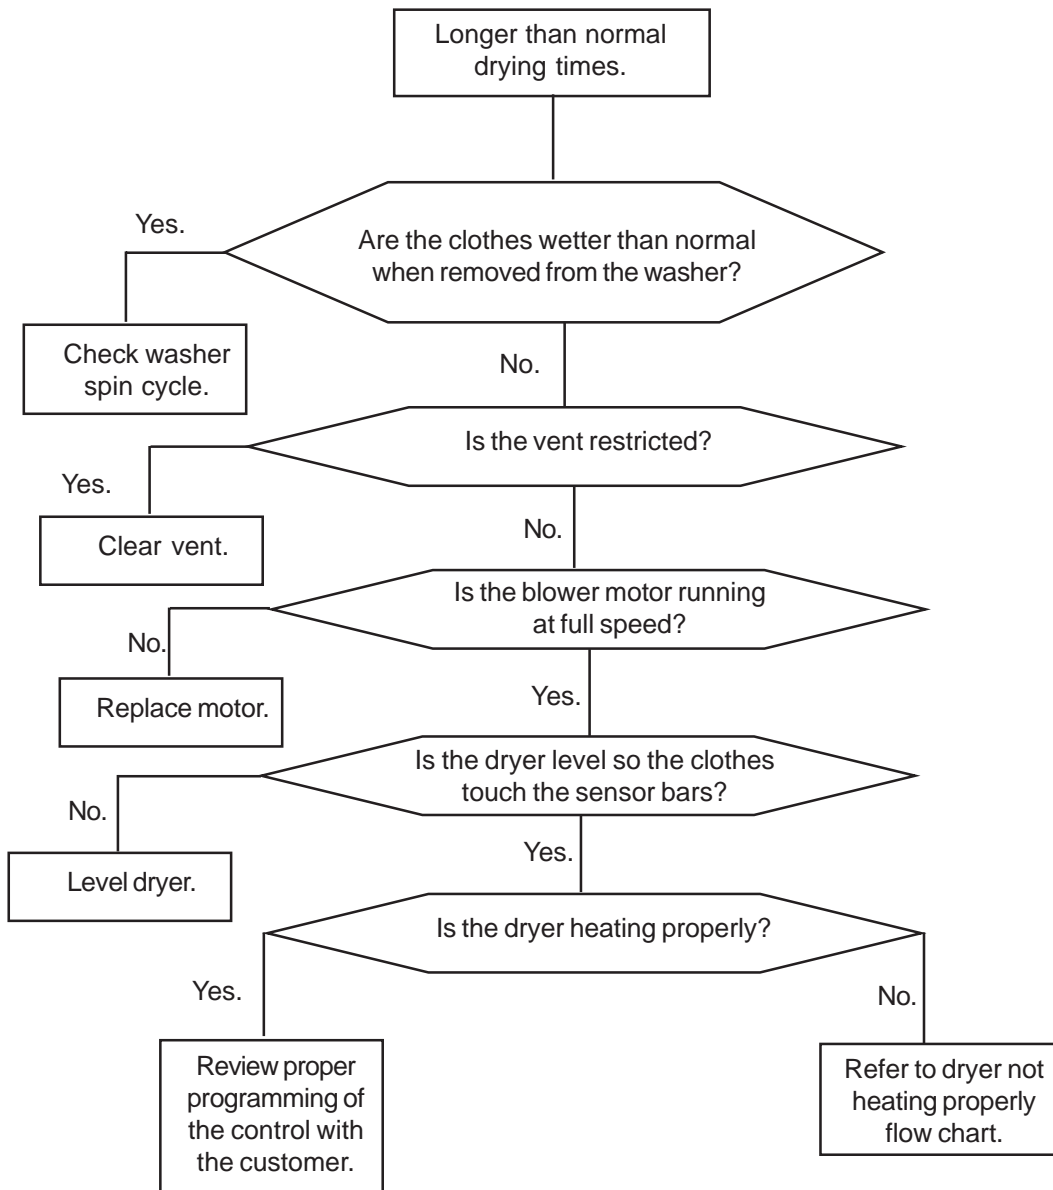 Longer than normal
drying times.
Yes.
Are the clothes wetter than normal
when removed from the washer?
Check washer
spin cycle.
No.
Is the vent restricted?
Yes.
Clear vent.
No.
Is the blower motor running
at full speed?
No.
Replace motor.
Yes.
Is the dryer level so the clothes
touch the sensor bars?
No.
Level dryer.
Yes.
Is the dryer heating properly?
Yes.
No.
Review proper
programming of
the control with
the customer.
Refer to dryer not
heating properly
flow chart.